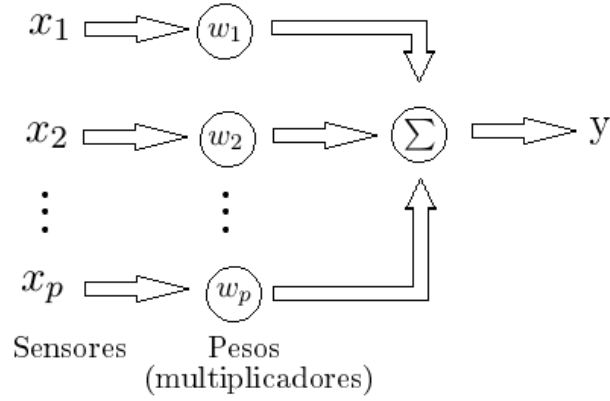 x₁ w₁
x₂ w₂ Σ y
⋮ ⋮
xₚ wₚ
Sensores Pesos
(multiplicadores)